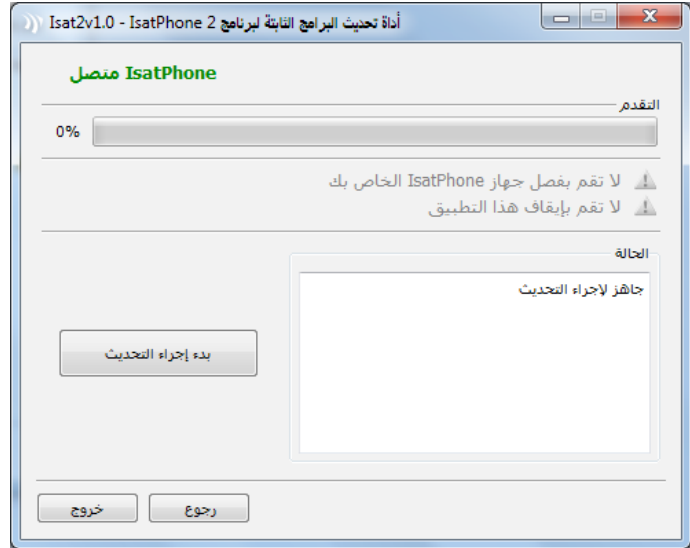 أداة تحديث البرامج الثابتة لبرنامج Isat2v1.0 - IsatPhone 2
IsatPhone متصل
التقدم
0%
لا تقم بفصل جهاز IsatPhone الخاص بك
لا تقم بإيقاف هذا التطبيق
الحالة
جاهز لإجراء التحديث
بدء إجراء التحديث
رجوع
خروج